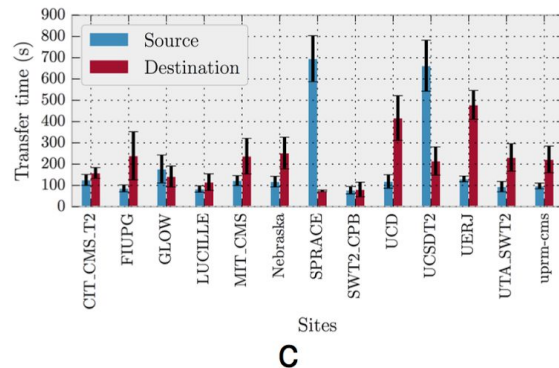 900
800
700
600
500
400
300
200
100
0
Transfer time (s)
Source
Destination
CIT_CMS_T2
FIUPG
GLOW
LUCILLE
MIT_CMS
Nebraska
SPRACE
SWT2_CPB
UCD
UCSDT2
UERJ
UTA_SWT2
uprm-cms
Sites
C